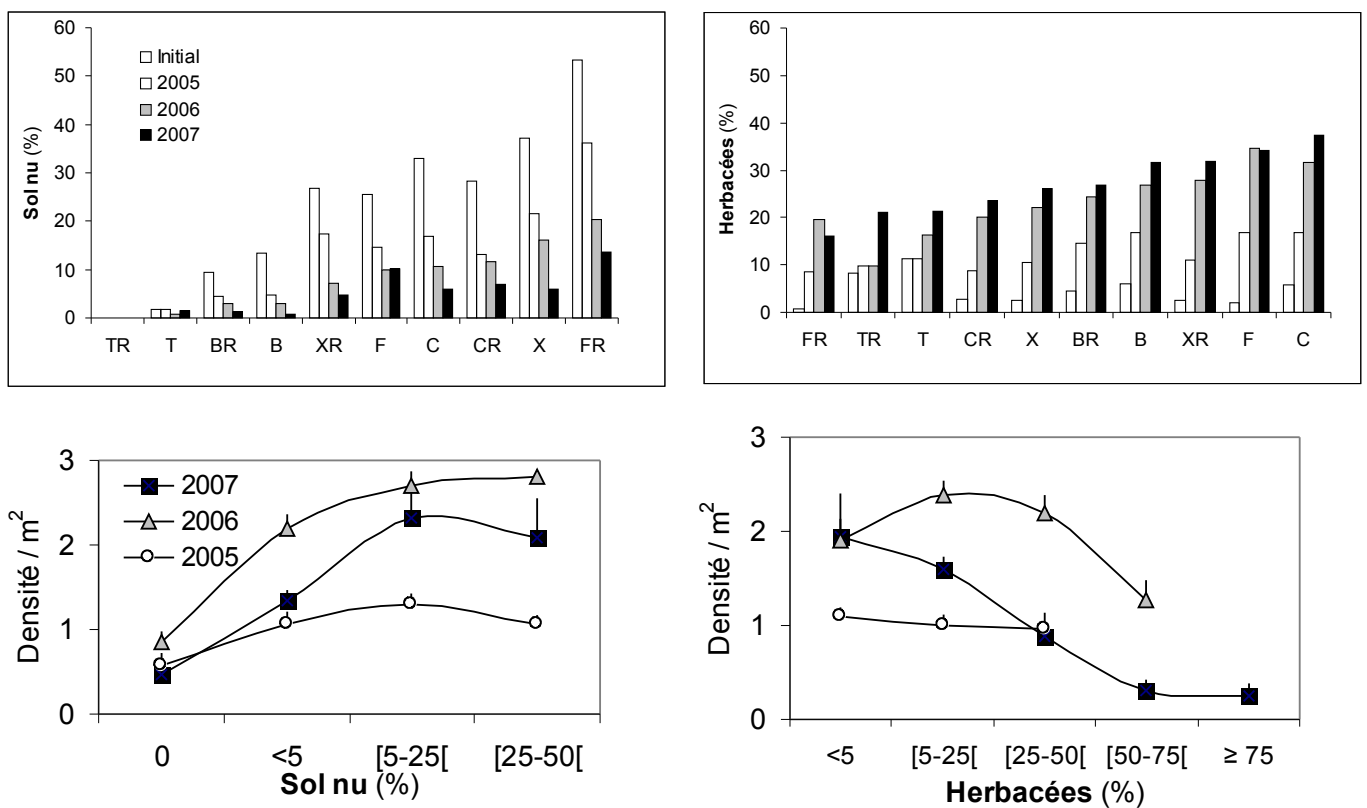 60
50
40
30
20
10
0
Sol nu (%)
Initial
2005
2006
2007
TR T BR B XR F C CR X FR
60
50
40
30
20
10
0
Herbacées (%)
FR TR T CR X BR B XR F C
3
2
1
0
Densité / m²
2007
2006
2005
0 <5 [5-25[ [25-50[
Sol nu (%)
3
2
1
0
Densité / m²
<5 [5-25[ [25-50[ [50-75[ ≥ 75
Herbacées (%)